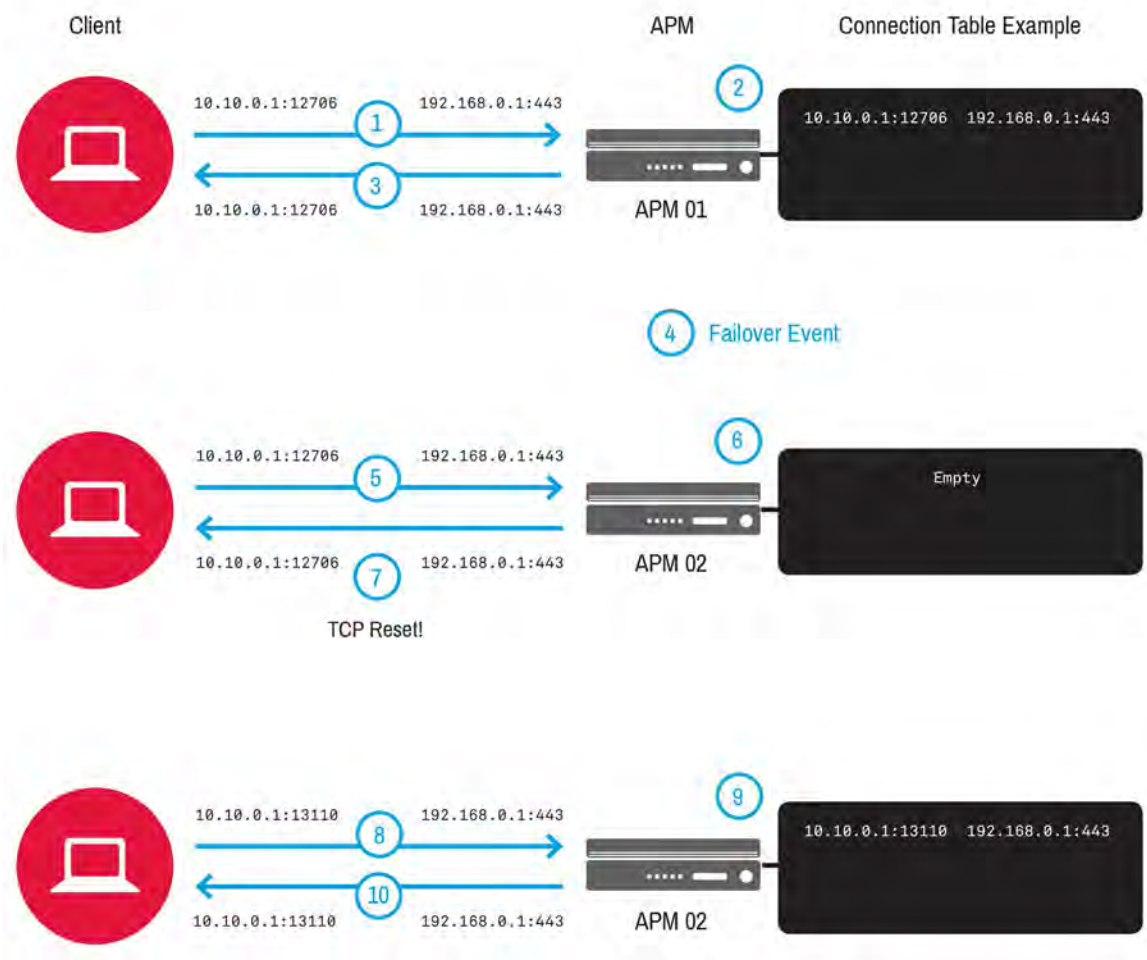 Client APM Connection Table Example
2
10.10.0.1:12706 1 192.168.0.1:443
10.10.0.1:12706 192.168.0.1:443
3
10.10.0.1:12706 192.168.0.1:443
APM 01
4 Failover Event
6
10.10.0.1:12706 5 192.168.0.1:443
Empty
10.10.0.1:12706 7 192.168.0.1:443
APM 02
TCP Reset!
9
10.10.0.1:13110 8 192.168.0.1:443
10.10.0.1:13110 192.168.0.1:443
10
10.10.0.1:13110 192.168.0.1:443
APM 02